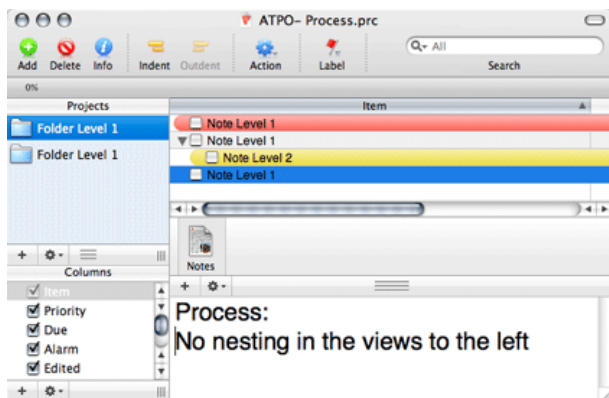 ATPO- Process.prc
Add Delete Info Indent Outdent Action Label Search
All
0%
Projects
Folder Level 1
Folder Level 1
Item
Note Level 1
Note Level 1
Note Level 2
Note Level 1
Notes
Columns
Item
Priority
Due
Alarm
Edited
Process:
No nesting in the views to the left